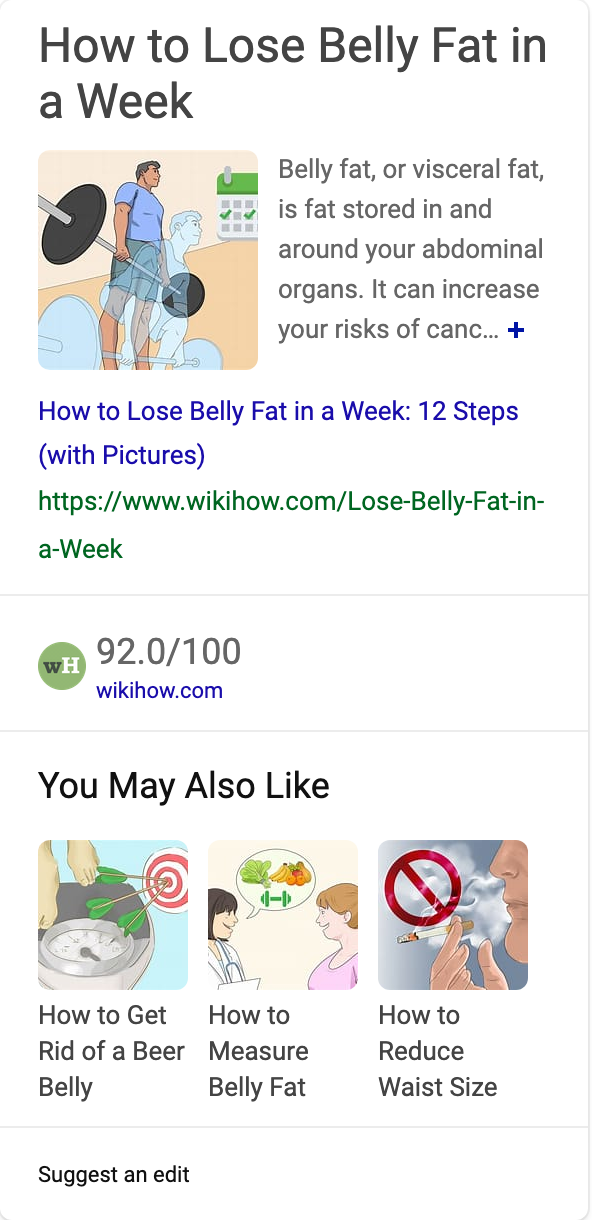 How to Lose Belly Fat in
a Week
Belly fat, or visceral fat,
is fat stored in and
around your abdominal
organs. It can increase
your risks of canc... +
How to Lose Belly Fat in a Week: 12 Steps
(with Pictures)
https://www.wikihow.com/Lose-Belly-Fat-in-
a-Week
wH
92.0/100
wikihow.com
You May Also Like
How to Get
Rid of a Beer
Belly
How to
Measure
Belly Fat
How to
Reduce
Waist Size
Suggest an edit